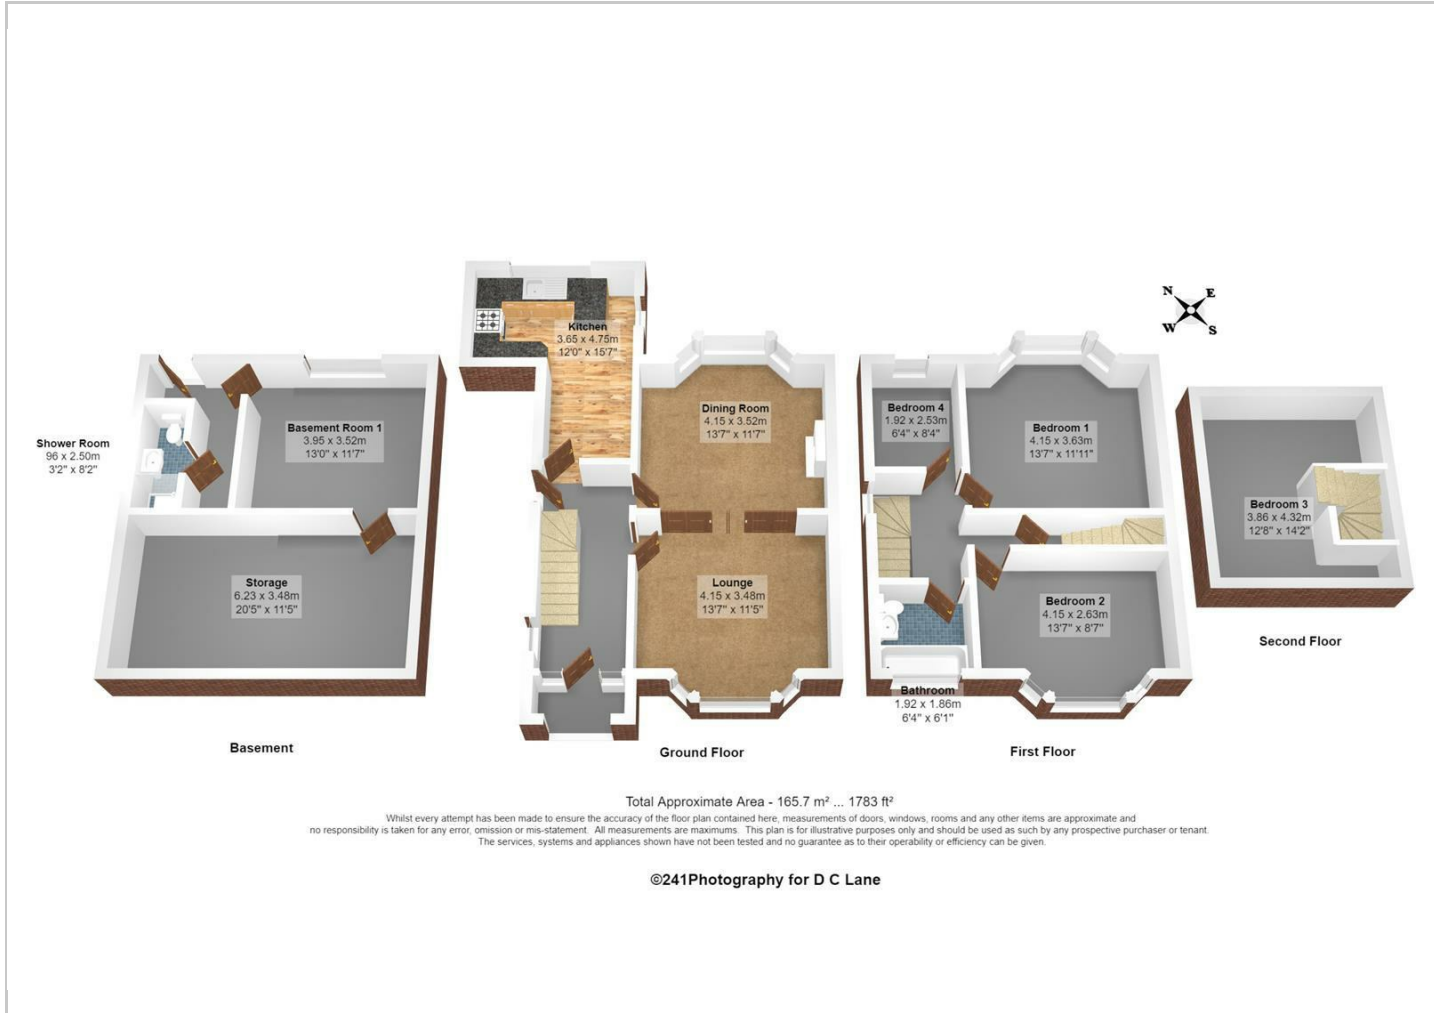 N
E
W
S
Kitchen
3.65 x 4.75m
12'0" x 15'7"
Dining Room
4.15 x 3.52m
13'7" x 11'7"
Bedroom 4
1.92 x 2.53m
6'4" x 8'4"
Bedroom 1
4.15 x 3.63m
13'7" x 11'11"
Basement Room 1
3.95 x 3.52m
13'0" x 11'7"
Shower Room
96 x 2.50m
3'2" x 8'2"
Bedroom 3
3.86 x 4.32m
12'8" x 14'2"
Storage
6.23 x 3.48m
20'5" x 11'5"
Lounge
4.15 x 3.48m
13'7" x 11'5"
Bedroom 2
4.15 x 2.63m
13'7" x 8'7"
Second Floor
Bathroom
1.92 x 1.86m
6'4" x 6'1"
Basement
Ground Floor
First Floor
Total Approximate Area - 165.7 m² ... 1783 ft²
Whilst every attempt has been made to ensure the accuracy of the floor plan contained here, measurements of doors, windows, rooms and any other items are approximate and
no responsibility is taken for any error, omission or mis-statement. All measurements are maximums. This plan is for illustrative purposes only and should be used as such by any prospective purchaser or tenant.
The services, systems and appliances shown have not been tested and no guarantee as to their operability or efficiency can be given.
©241Photography for D C Lane